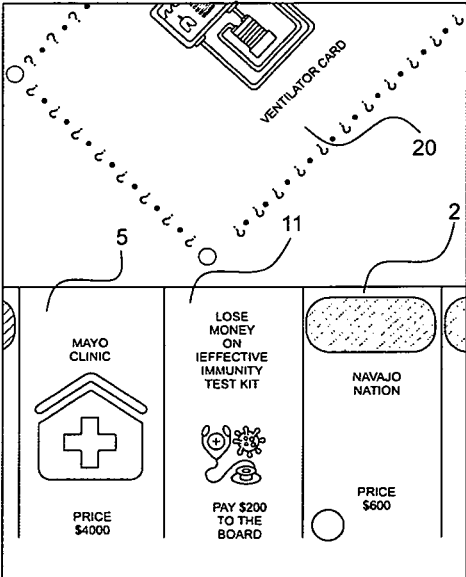 VENTILATOR CARD
20
5
11
2
MAYO
CLINIC
PRICE
$4000
LOSE
MONEY
ON
IEFFECTIVE
IMMUNITY
TEST KIT
PAY $200
TO THE
BOARD
NAVAJO
NATION
PRICE
$600